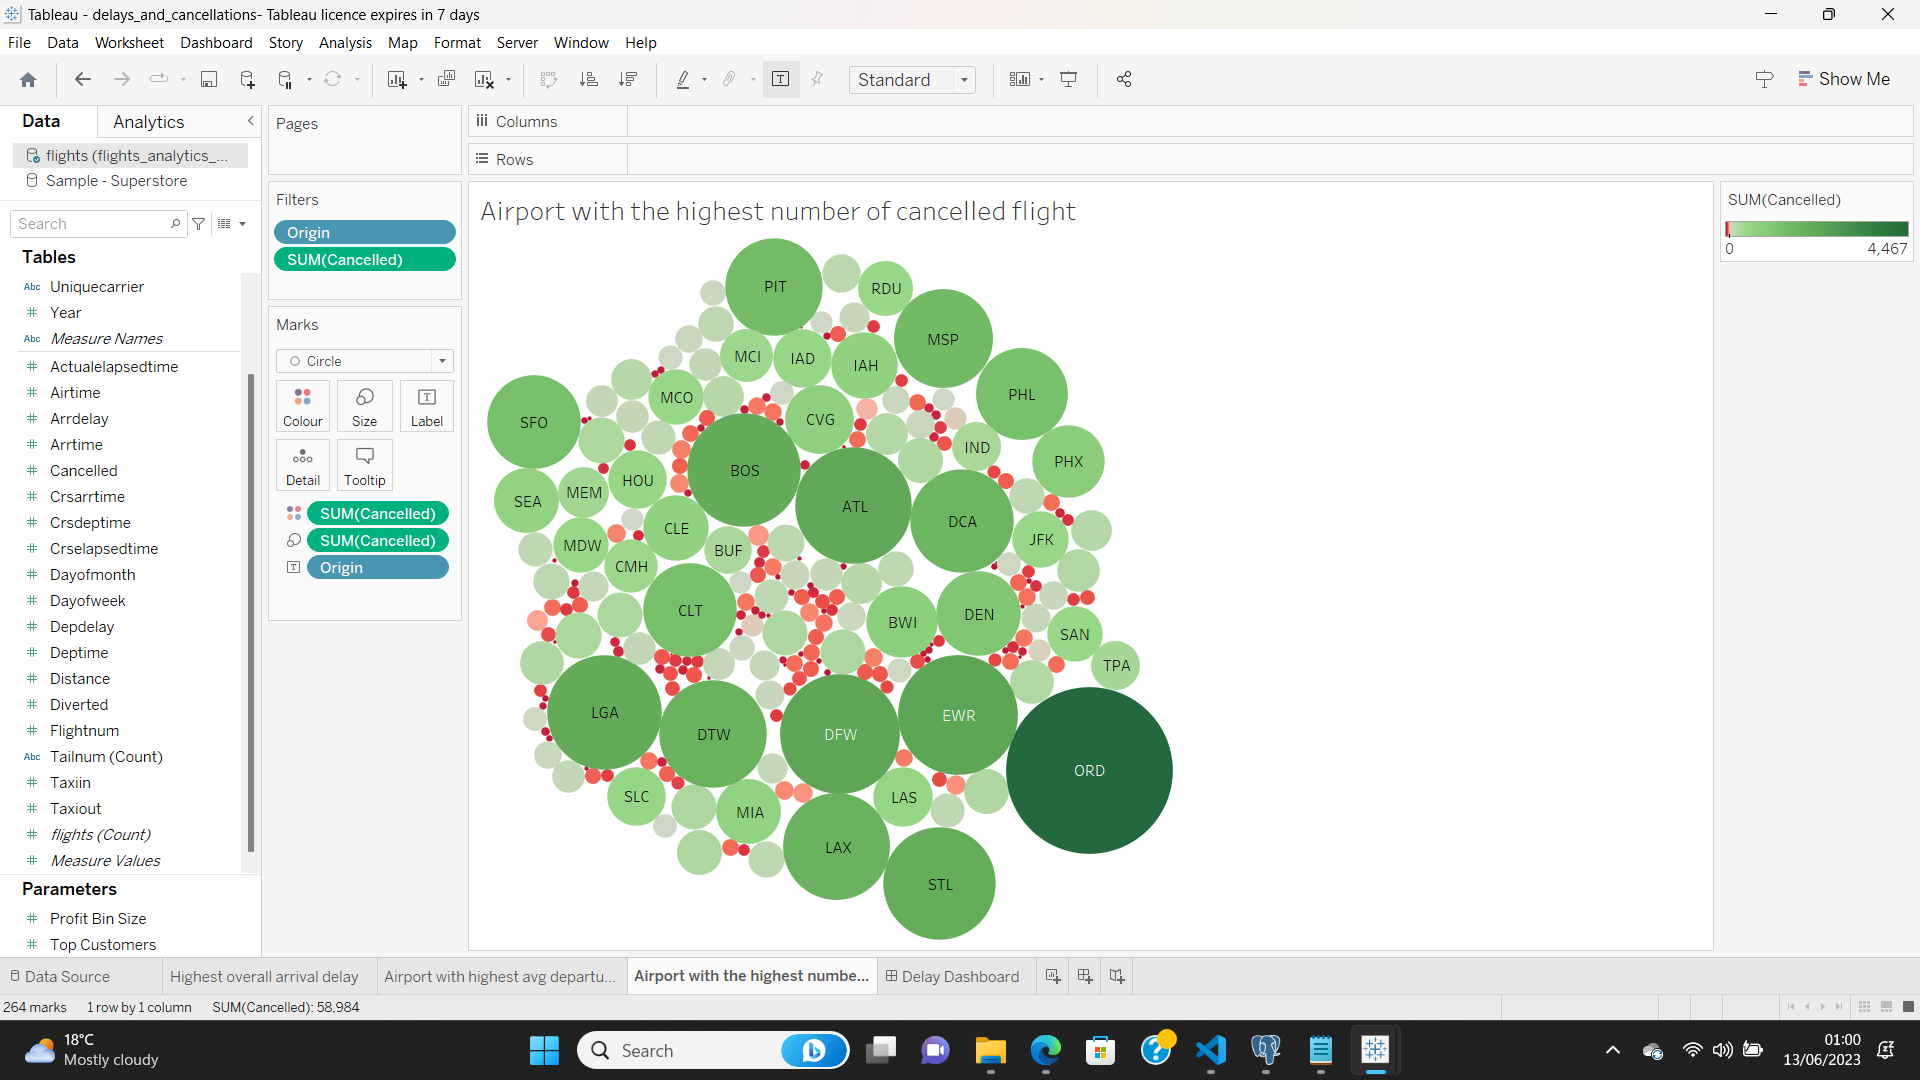 Tableau - delays_and_cancellations- Tableau licence expires in 7 days
File Data Worksheet Dashboard Story Analysis Map Format Server Window Help
Standard
Show Me
Data Analytics
flights (flights_analytics_...
Sample - Superstore
Search
Tables
Abc Uniquecarrier
Year
Abc Measure Names
Actualelapsedtime
Airtime
Arrdelay
Arrtime
Cancelled
Crsarrtime
Crsdeptime
Crselapsedtime
Dayofmonth
Dayofweek
Depdelay
Deptime
Distance
Diverted
Flightnum
Abc Tailnum (Count)
Taxiin
Taxiout
flights (Count)
Measure Values
Parameters
Profit Bin Size
Top Customers
Pages
Filters
Origin
SUM(Cancelled)
Marks
Circle
Colour Size Label
Detail Tooltip
SUM(Cancelled)
SUM(Cancelled)
Origin
Columns
Rows
Airport with the highest number of cancelled flight
PIT
RDU
MSP
MCI
IAD
IAH
PHL
MCO
SFO
CVG
IND
PHX
BOS
HOU
MEM
SEA
ATL
DCA
CLE
JFK
MDW
BUF
CMH
CLT
DEN
BWI
SAN
TPA
LGA
EWR
DTW
DFW
ORD
SLC
LAS
MIA
LAX
STL
SUM(Cancelled)
0 4,467
Data Source Highest overall arrival delay Airport with highest avg departu... Airport with the highest numbe... Delay Dashboard
264 marks 1 row by 1 column SUM(Cancelled): 58,984
18°C
Mostly cloudy
Search
01:00
13/06/2023